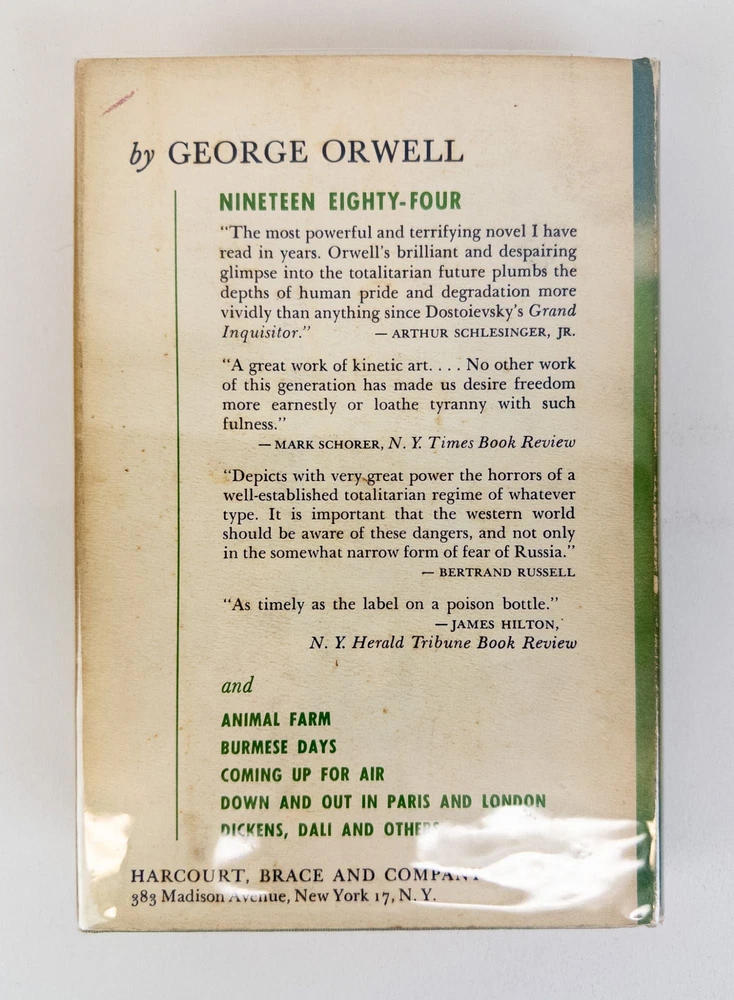 by GEORGE ORWELL
NINETEEN EIGHTY-FOUR
“The most powerful and terrifying novel I have
read in years. Orwell’s brilliant and despairing
glimpse into the totalitarian future plumbs the
depths of human pride and degradation more
vividly than anything since Dostoievsky’s Grand
Inquisitor.” — ARTHUR SCHLESINGER, JR.
“A great work of kinetic art. . . . No other work
of this generation has made us desire freedom
more earnestly or loathe tyranny with such
fulness.”
— MARK SCHORER, N. Y. Times Book Review
“Depicts with very great power the horrors of a
well-established totalitarian regime of whatever
type. It is important that the western world
should be aware of these dangers, and not only
in the somewhat narrow form of fear of Russia.”
— BERTRAND RUSSELL
“As timely as the label on a poison bottle.”
— JAMES HILTON,
N. Y. Herald Tribune Book Review
and
ANIMAL FARM
BURMESE DAYS
COMING UP FOR AIR
DOWN AND OUT IN PARIS AND LONDON
DICKENS, DALI AND OTHERS
HARCOURT, BRACE AND COMPANY
383 Madison Avenue, New York 17, N. Y.